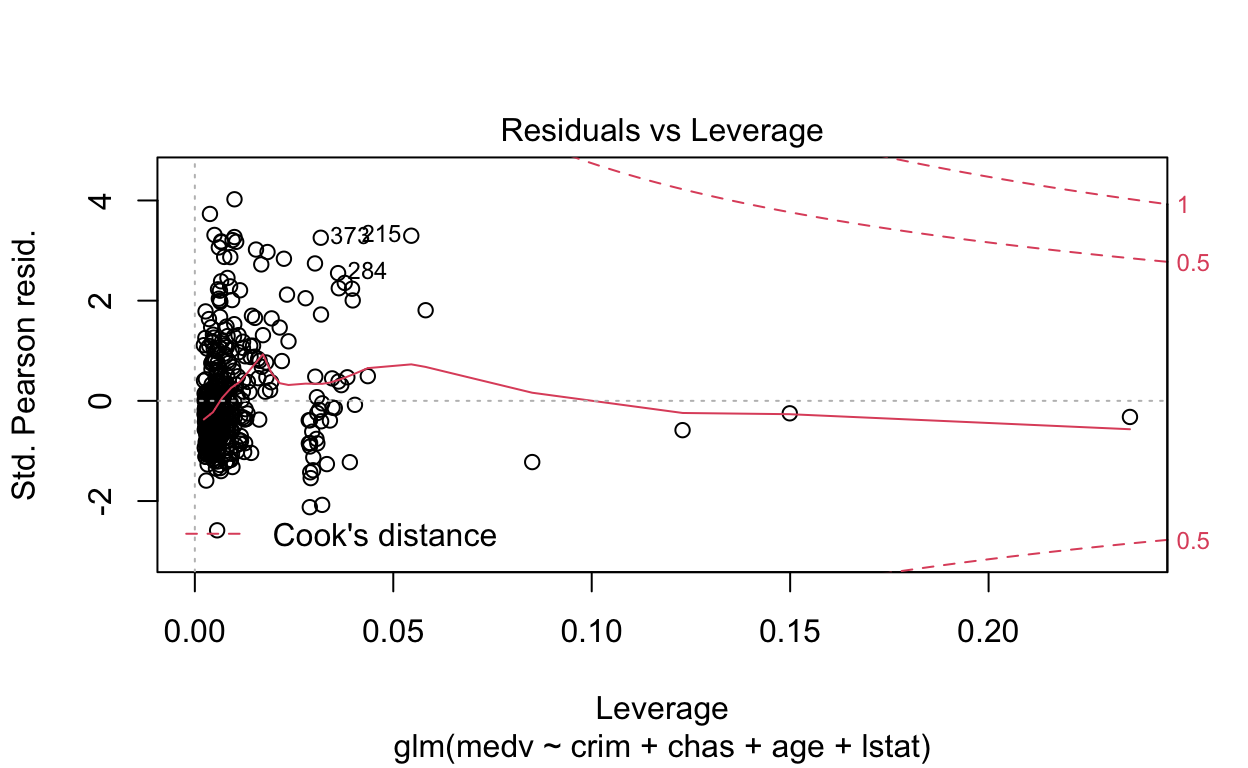 Residuals vs Leverage
Std. Pearson resid.
4
2
0
-2
373
215
284
1
0.5
0.5
Cook's distance
0.00 0.05 0.10 0.15 0.20
Leverage
glm(medv ~ crim + chas + age + lstat)